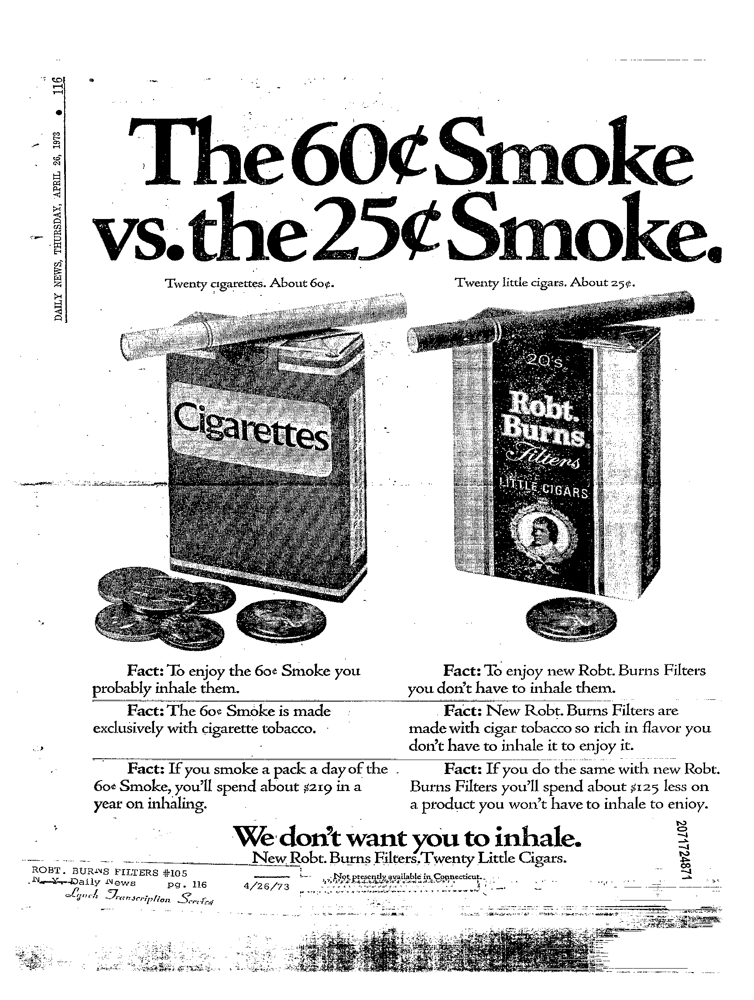 DAILY NEWS, THURSDAY, APRIL 26, 1973 • 116
The 60¢ Smoke
vs. the 25¢ Smoke.
Twenty cigarettes. About 60¢.
Twenty little cigars. About 25¢.
Cigarettes
20's
Robt.
Burns.
Filters
LITTLE CIGARS
Fact: To enjoy the 60¢ Smoke you
probably inhale them.
Fact: The 60¢ Smoke is made
exclusively with cigarette tobacco.
Fact: If you smoke a pack a day of the
60¢ Smoke, you'll spend about $219 in a
year on inhaling.
Fact: To enjoy new Robt. Burns Filters
you don't have to inhale them.
Fact: New Robt. Burns Filters are
made with cigar tobacco so rich in flavor you
don't have to inhale it to enjoy it.
Fact: If you do the same with new Robt.
Burns Filters you'll spend about $125 less on
a product you won't have to inhale to enjoy.
We don't want you to inhale.
New Robt. Burns Filters, Twenty Little Cigars.
Not presently available in Connecticut.
2071724871
ROBT. BURNS FILTERS #105
N. Y. Daily News pg. 116 4/26/73
Lynch Transcription Service